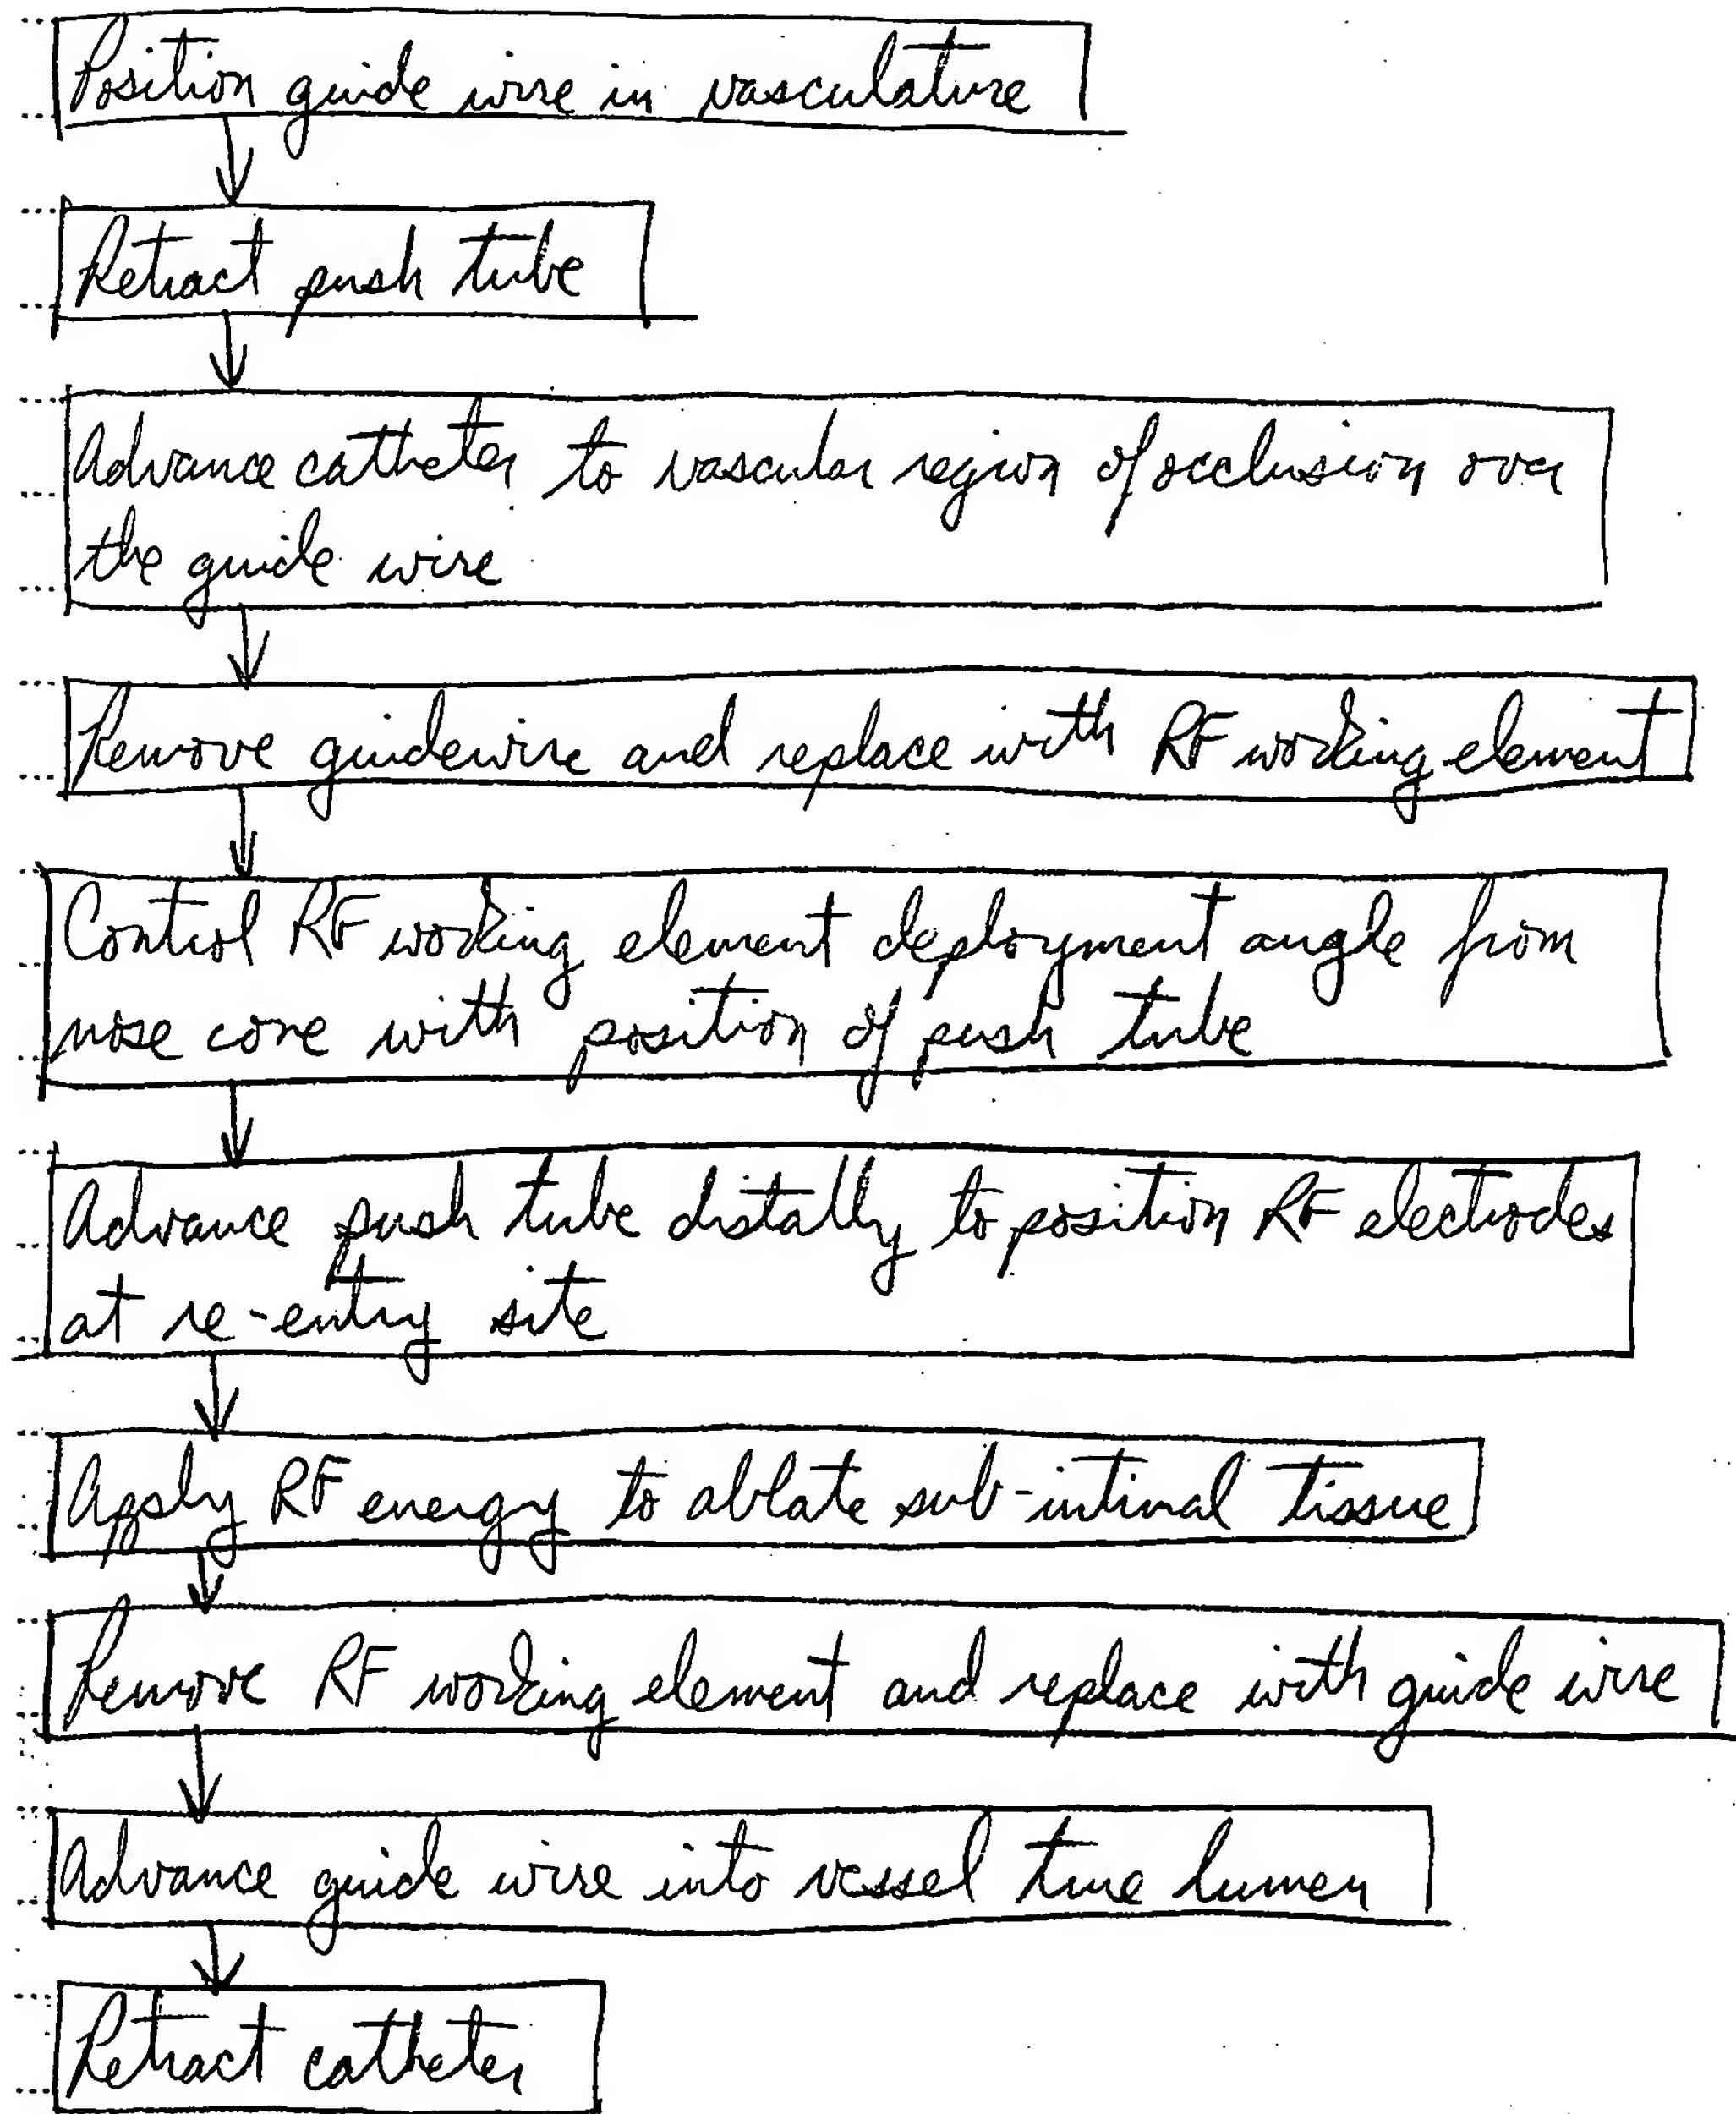 Position guide wire in vasculature
Retract push tube
Advance catheter to vascular region of occlusion over
the guide wire
Remove guidewire and replace with RF working element
Control RF working element deployment angle from
nose cone with position of push tube
Advance push tube distally to position RF electrodes
at re-entry site
Apply RF energy to ablate sub-intimal tissue
Remove RF working element and replace with guide wire
Advance guide wire into vessel true lumen
Retract catheter